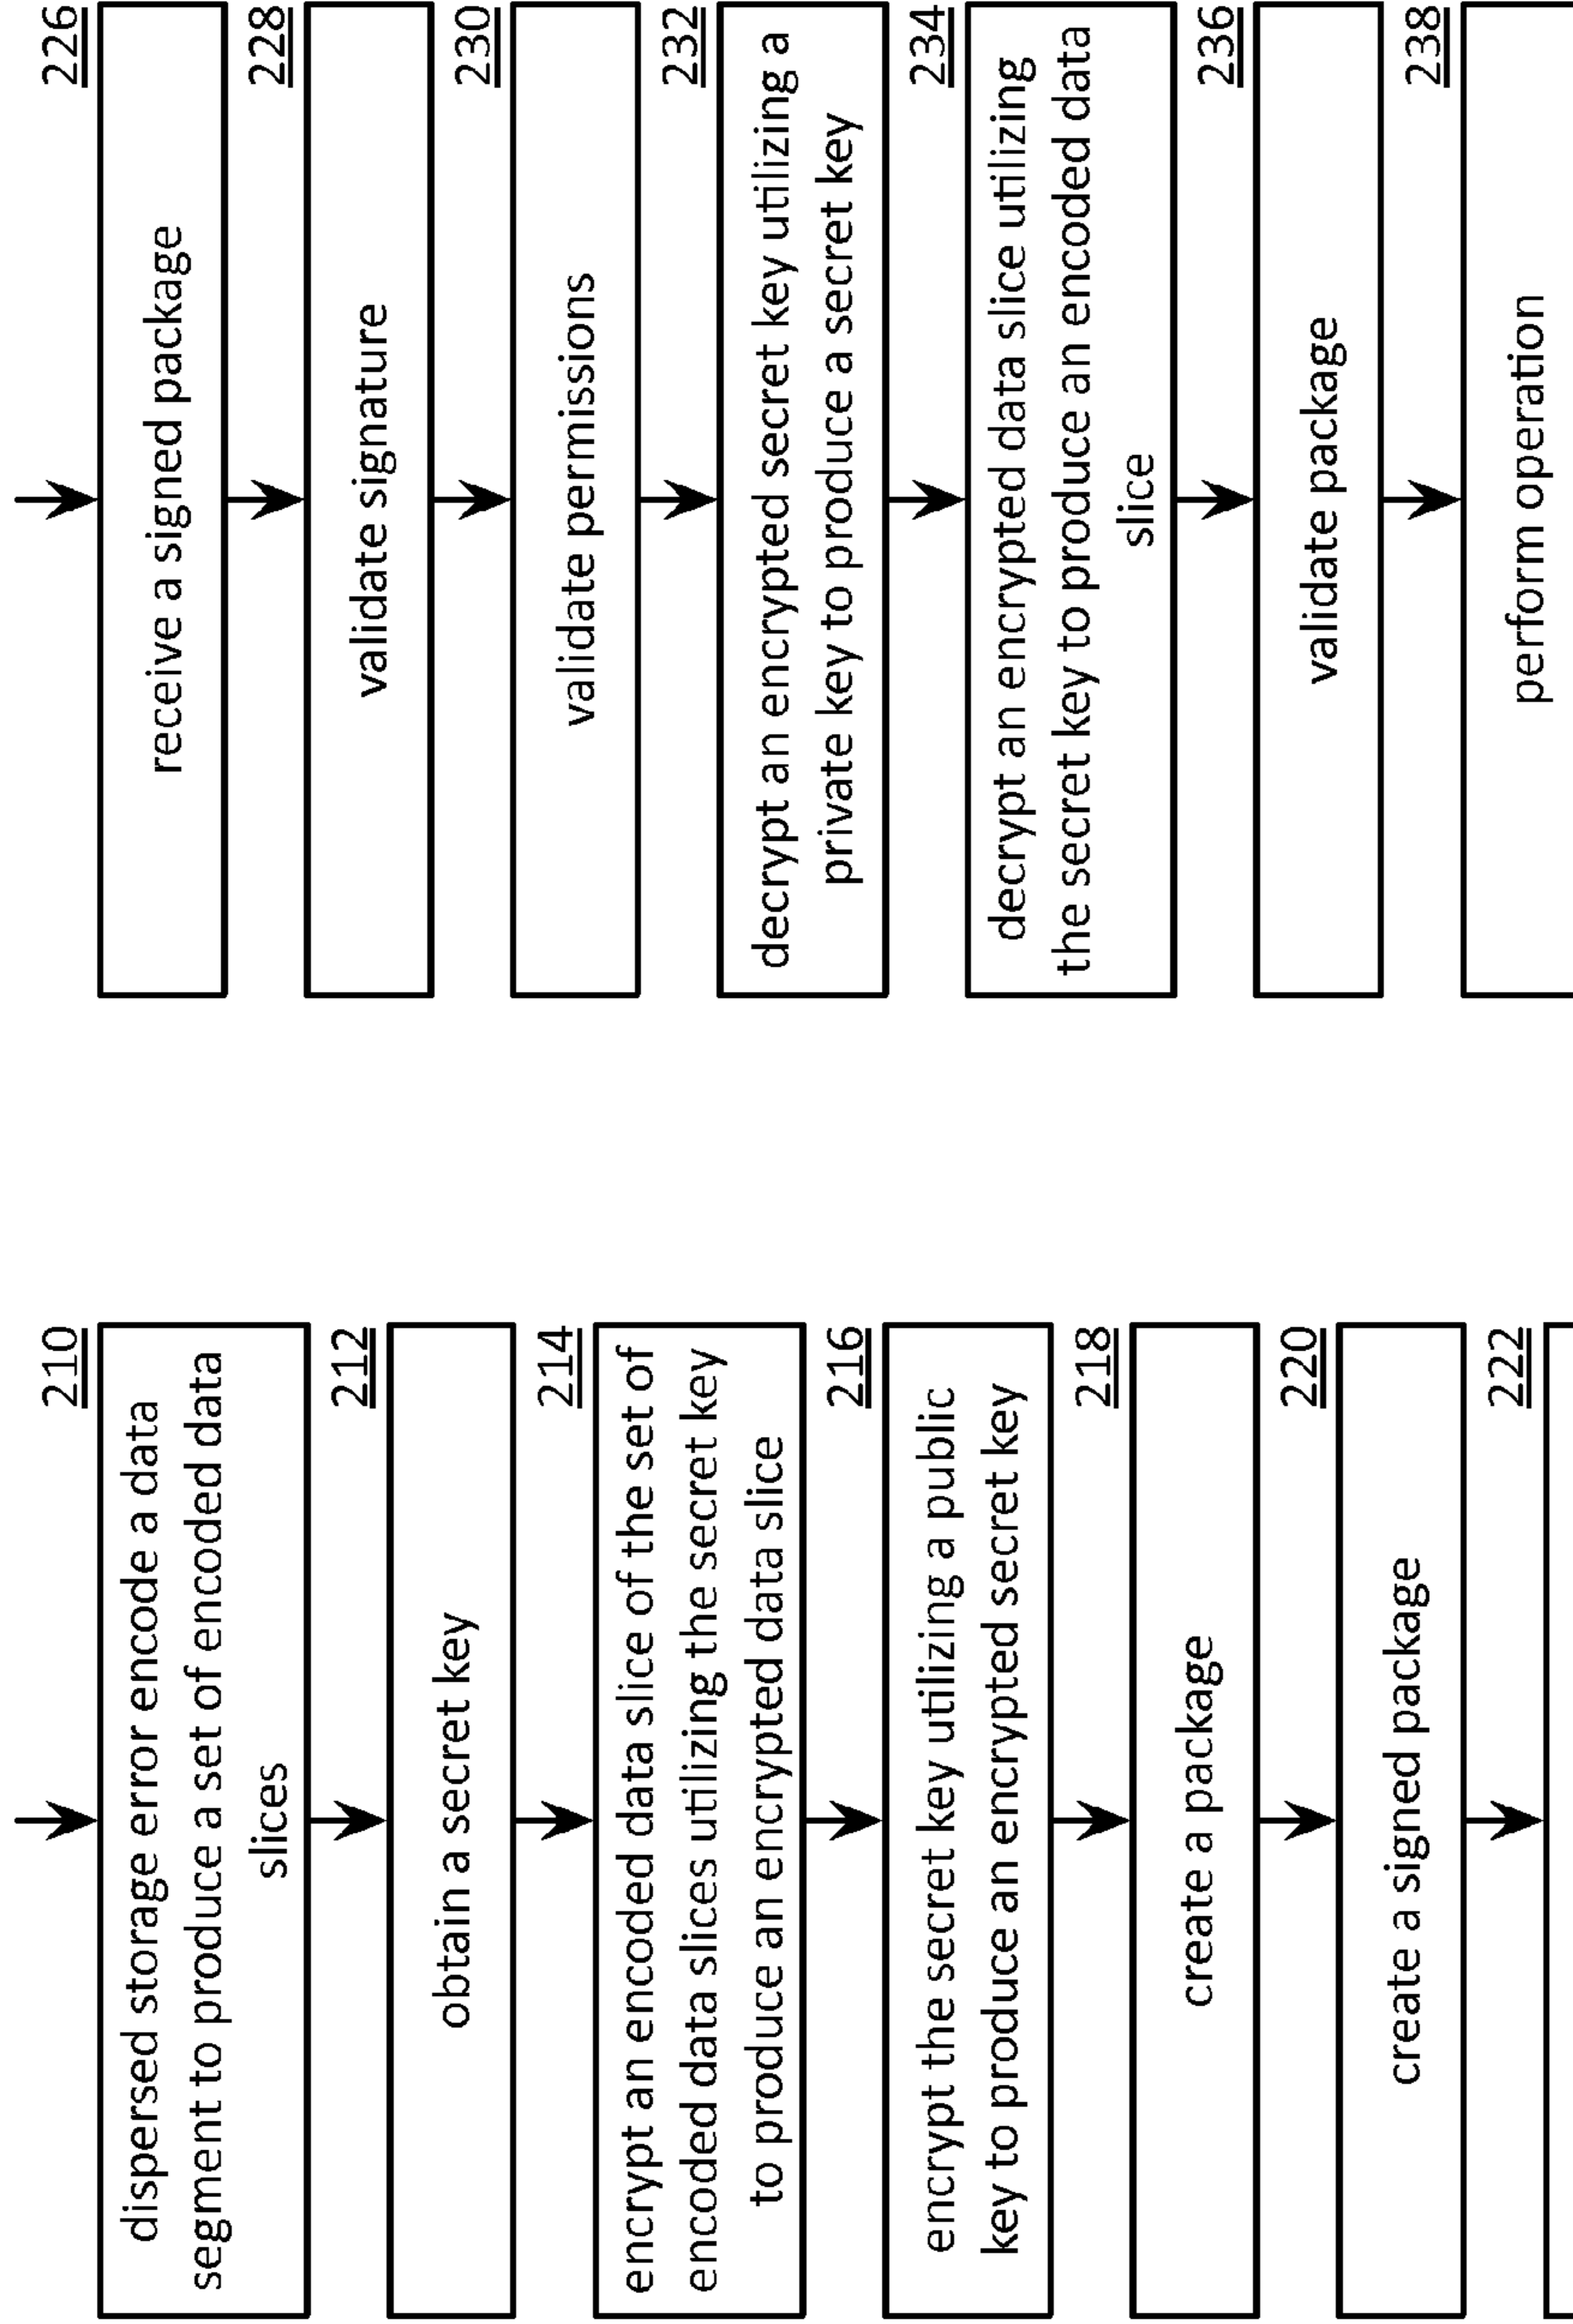 210
dispersed storage error encode a data
segment to produce a set of encoded data
slices
212
obtain a secret key
214
encrypt an encoded data slice of the set of
encoded data slices utilizing the secret key
to produce an encrypted data slice
216
encrypt the secret key utilizing a public
key to produce an encrypted secret key
218
create a package
220
create a signed package
222
226
receive a signed package
228
validate signature
230
validate permissions
232
decrypt an encrypted secret key utilizing a
private key to produce a secret key
234
decrypt an encrypted data slice utilizing
the secret key to produce an encoded data
slice
236
validate package
238
perform operation